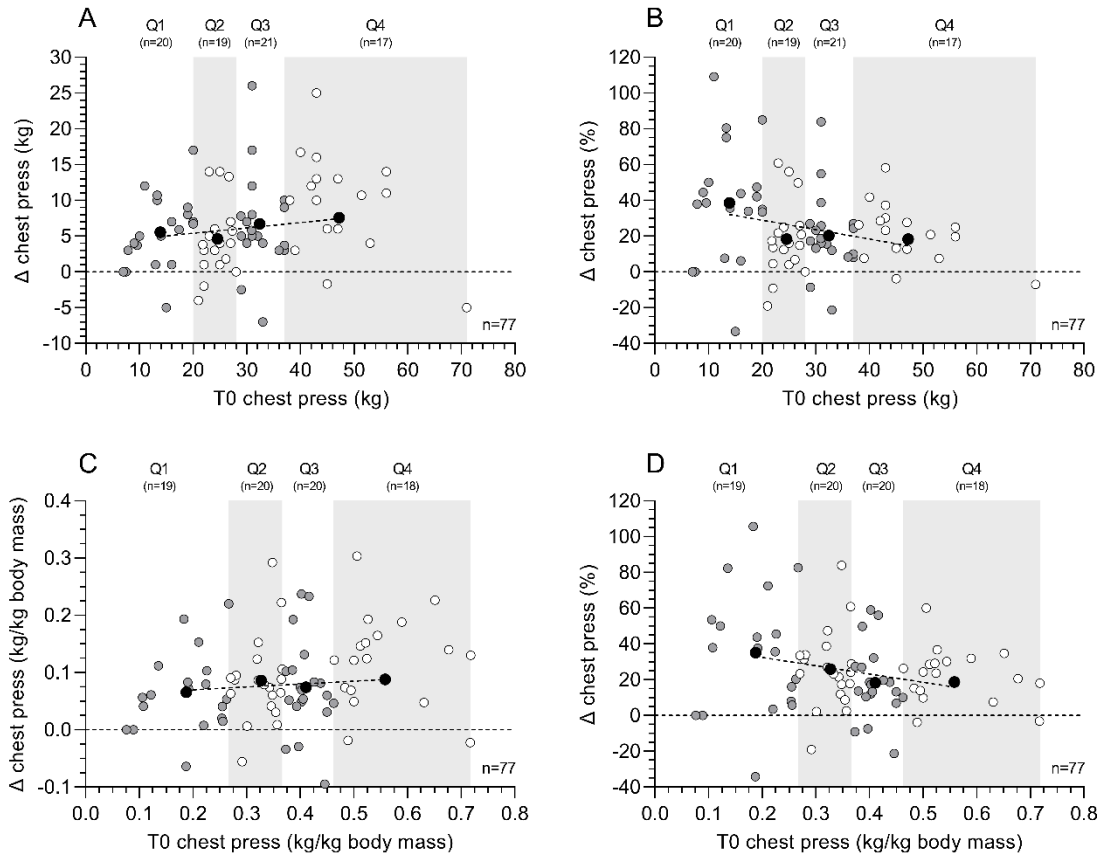 A
Q1 Q2 Q3 Q4
(n=20) (n=19) (n=21) (n=17)
30
25
20
15
10
5
0
-5
-10
Δ chest press (kg)
n=77
0 10 20 30 40 50 60 70 80
T0 chest press (kg)
B
Q1 Q2 Q3 Q4
(n=20) (n=19) (n=21) (n=17)
120
100
80
60
40
20
0
-20
-40
Δ chest press (%)
n=77
0 10 20 30 40 50 60 70 80
T0 chest press (kg)
C
Q1 Q2 Q3 Q4
(n=19) (n=20) (n=20) (n=18)
0.4
0.3
0.2
0.1
0.0
-0.1
Δ chest press (kg/kg body mass)
n=77
0.0 0.1 0.2 0.3 0.4 0.5 0.6 0.7 0.8
T0 chest press (kg/kg body mass)
D
Q1 Q2 Q3 Q4
(n=19) (n=20) (n=20) (n=18)
120
100
80
60
40
20
0
-20
-40
Δ chest press (%)
n=77
0.0 0.1 0.2 0.3 0.4 0.5 0.6 0.7 0.8
T0 chest press (kg/kg body mass)